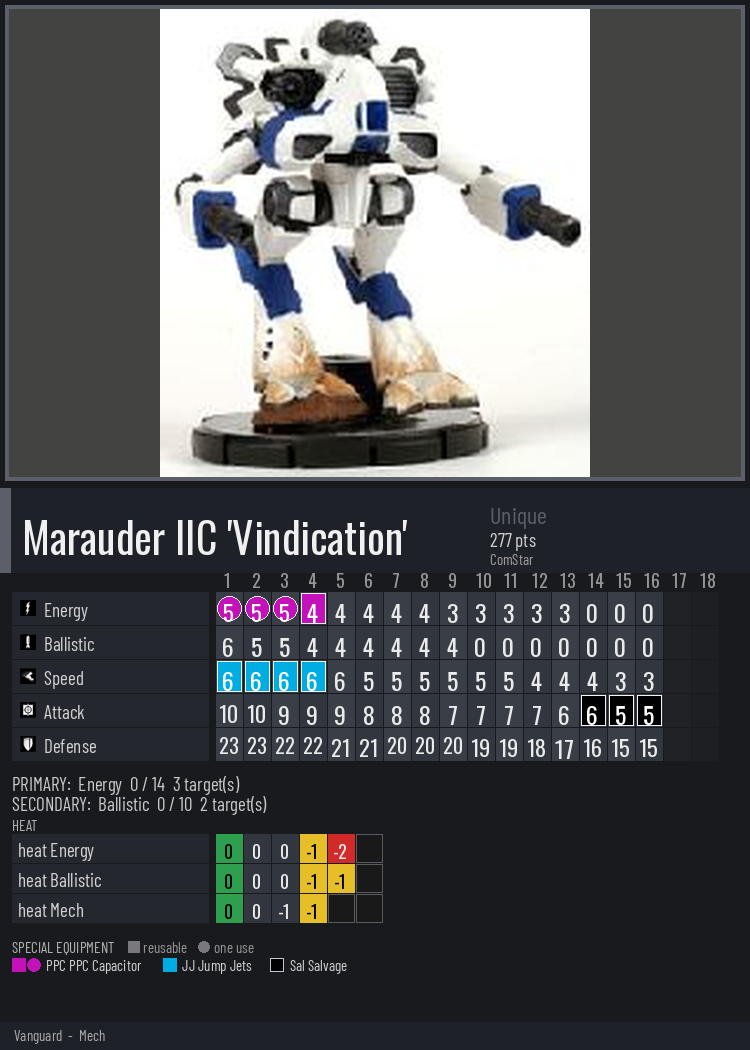 Marauder IIC 'Vindication'
Unique
277 pts
ComStar
1 2 3 4 5 6 7 8 9 10 11 12 13 14 15 16 17 18
Energy 5 5 5 4 4 4 4 4 3 3 3 3 3 0 0 0
Ballistic 6 5 5 4 4 4 4 4 4 0 0 0 0 0 0 0
Speed 6 6 6 6 6 5 5 5 5 5 5 4 4 4 3 3
Attack 10 10 9 9 9 8 8 8 7 7 7 7 6 6 5 5
Defense 23 23 22 22 21 21 20 20 20 19 19 18 17 16 15 15
PRIMARY: Energy 0 / 14 3 target(s)
SECONDARY: Ballistic 0 / 10 2 target(s)
HEAT
heat Energy 0 0 0 -1 -2
heat Ballistic 0 0 0 -1 -1
heat Mech 0 0 -1 -1
SPECIAL EQUIPMENT reusable one use
PPC PPC Capacitor JJ Jump Jets Sal Salvage
Vanguard - Mech